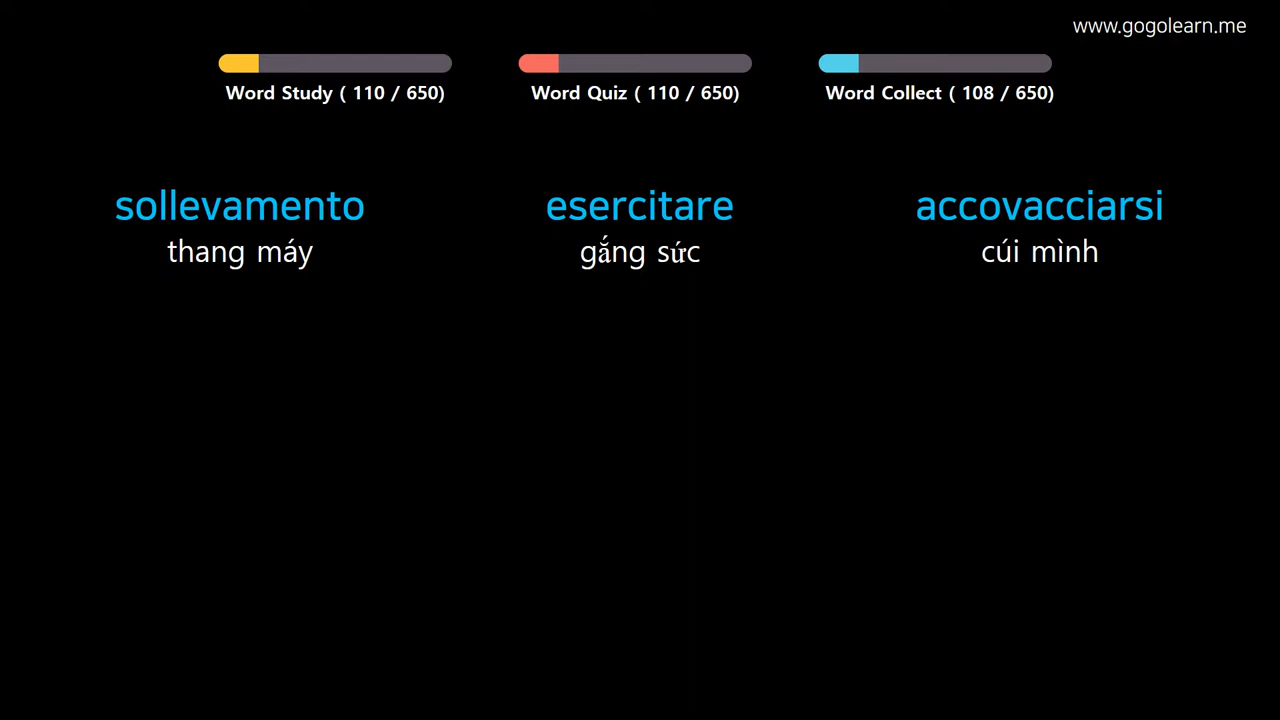 www.gogolearn.me
Word Study ( 110 / 650)
Word Quiz ( 110 / 650)
Word Collect ( 108 / 650)
sollevamento
esercitare
accovacciarsi
thang máy
gắng sức
cúi mình